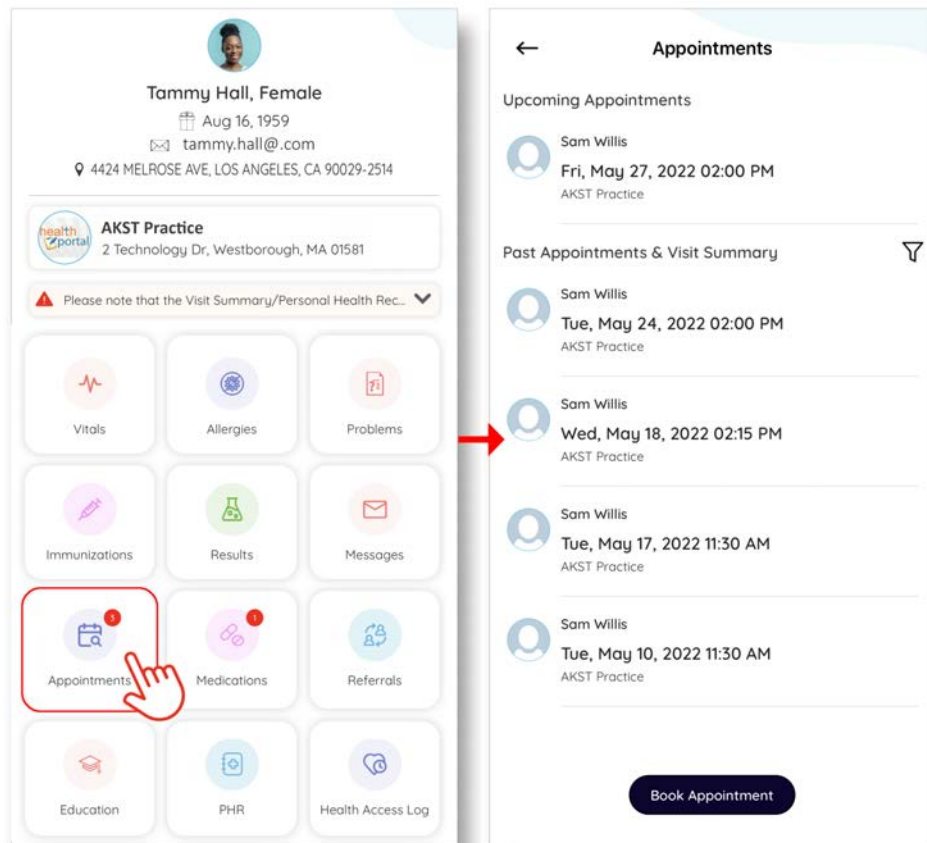 Tammy Hall, Female
Aug 16, 1959
tammy.hall@.com
4424 MELROSE AVE, LOS ANGELES, CA 90029-2514
health portal
AKST Practice
2 Technology Dr, Westborough, MA 01581
Please note that the Visit Summary/Personal Health Rec...
Vitals
Allergies
Problems
Immunizations
Results
Messages
3
1
Appointments
Medications
Referrals
Education
PHR
Health Access Log
Appointments
Upcoming Appointments
Sam Willis
Fri, May 27, 2022 02:00 PM
AKST Practice
Past Appointments & Visit Summary
Sam Willis
Tue, May 24, 2022 02:00 PM
AKST Practice
Sam Willis
Wed, May 18, 2022 02:15 PM
AKST Practice
Sam Willis
Tue, May 17, 2022 11:30 AM
AKST Practice
Sam Willis
Tue, May 10, 2022 11:30 AM
AKST Practice
Book Appointment